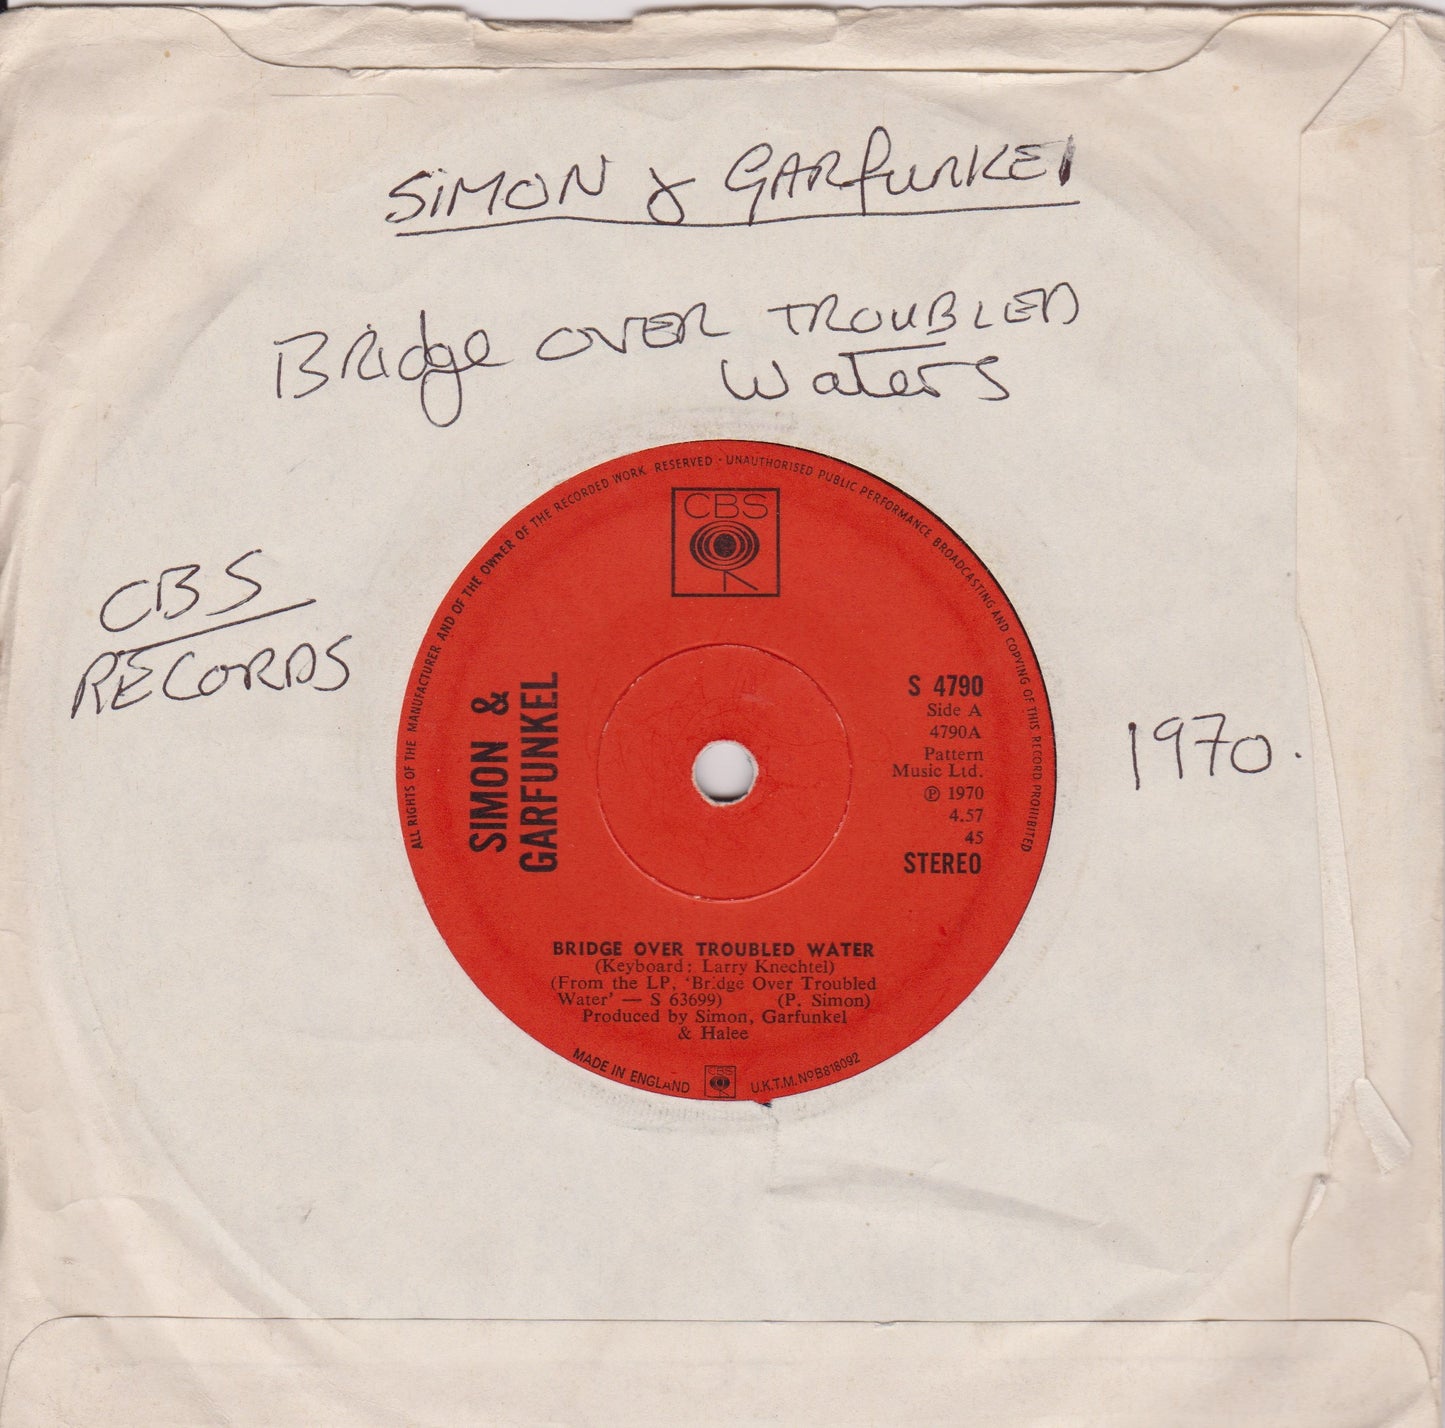 SiMON & GARfunKEl
BRidge OVER TROUBLED
Waters
ALL RIGHTS OF THE MANUFACTURER AND OF THE OWNER OF THE RECORDED WORK RESERVED · UNAUTHORISED PUBLIC PERFORMANCE BROADCASTING AND COPYING OF THIS RECORD PROHIBITED
CBS
CBS
RECORDS
SIMON &
GARFUNKEL
S 4790
Side A
4790A
Pattern
Music Ltd.
℗ 1970
4.57
45
STEREO
1970.
BRIDGE OVER TROUBLED WATER
(Keyboard: Larry Knechtel)
(From the LP, 'Bridge Over Troubled
Water' — S 63699) (P. Simon)
Produced by Simon, Garfunkel
& Halee
MADE IN ENGLAND CBS U.K.T.M. NºB818092